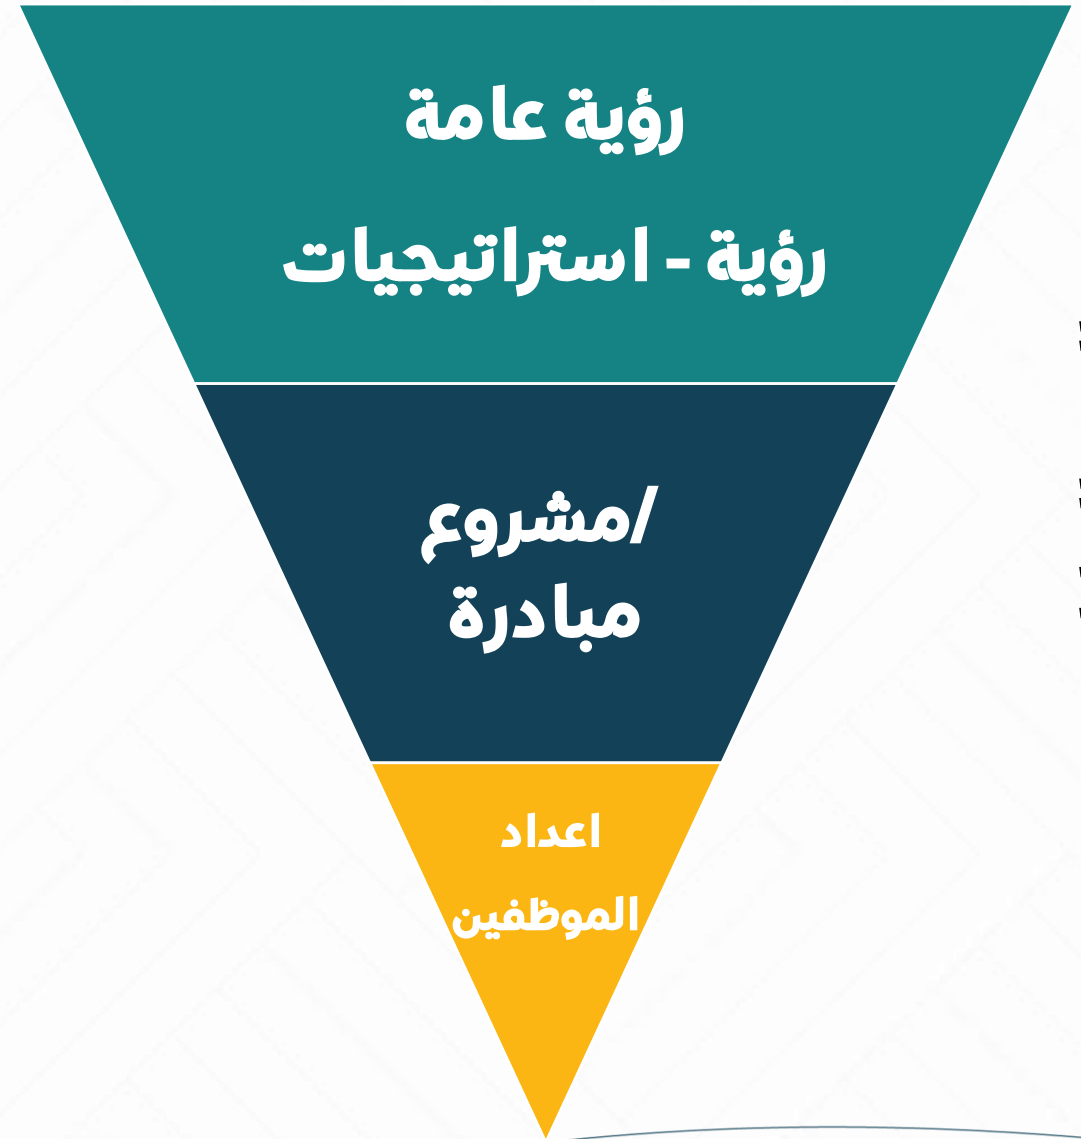 رؤية عامة
رؤية - استراتيجيات
/مشروع
مبادرة
اعداد
الموظفين